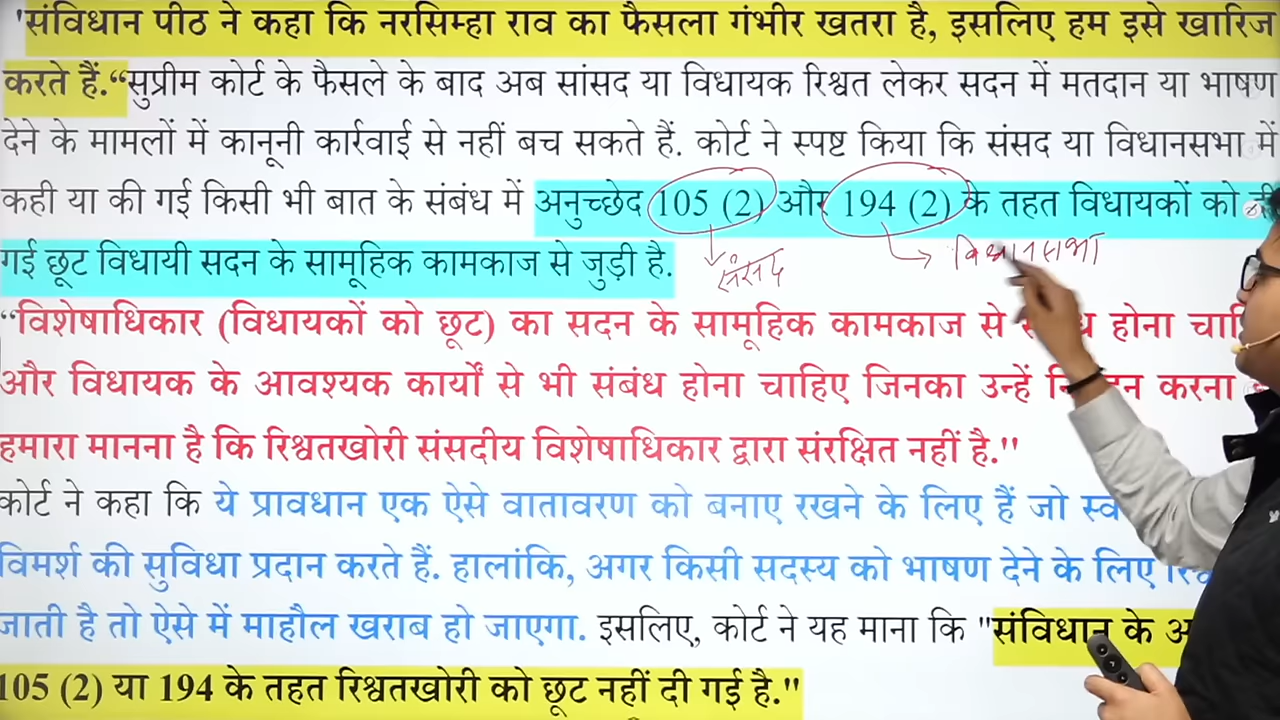 'संविधान पीठ ने कहा कि नरसिम्हा राव का फैसला गंभीर खतरा है, इसलिए हम इसे खारिज
करते हैं.“सुप्रीम कोर्ट के फैसले के बाद अब सांसद या विधायक रिश्वत लेकर सदन में मतदान या भाषण
देने के मामलों में कानूनी कार्रवाई से नहीं बच सकते हैं. कोर्ट ने स्पष्ट किया कि संसद या विधानसभा में
कही या की गई किसी भी बात के संबंध में अनुच्छेद 105 (2) और 194 (2) के तहत विधायकों को दी
गई छूट विधायी सदन के सामूहिक कामकाज से जुड़ी है.
संसद
विधानसभा
“विशेषाधिकार (विधायकों को छूट) का सदन के सामूहिक कामकाज से होना
और विधायक के आवश्यक कार्यों से भी संबंध होना चाहिए जिनका उन्हें करना
हमारा मानना है कि रिश्वतखोरी संसदीय विशेषाधिकार द्वारा संरक्षित नहीं है."
कोर्ट ने कहा कि ये प्रावधान एक ऐसे वातावरण को बनाए रखने के लिए हैं जो
विमर्श की सुविधा प्रदान करते हैं. हालांकि, अगर किसी सदस्य को भाषण देने के लिए
जाती है तो ऐसे में माहौल खराब हो जाएगा. इसलिए, कोर्ट ने यह माना कि "संविधान के
105 (2) या 194 के तहत रिश्वतखोरी को छूट नहीं दी गई है."